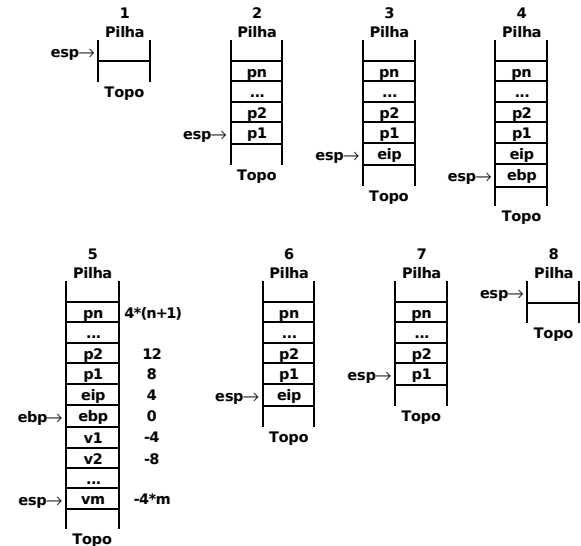 1
Pilha
esp→
Topo
2
Pilha
pn
...
p2
esp→ p1
Topo
3
Pilha
pn
...
p2
p1
esp→ eip
Topo
4
Pilha
pn
...
p2
p1
eip
esp→ ebp
Topo
5
Pilha
pn 4*(n+1)
...
p2 12
p1 8
eip 4
ebp→ ebp 0
v1 -4
v2 -8
...
esp→ vm -4*m
Topo
6
Pilha
pn
...
p2
p1
esp→ eip
Topo
7
Pilha
pn
...
p2
esp→ p1
Topo
8
Pilha
esp→
Topo